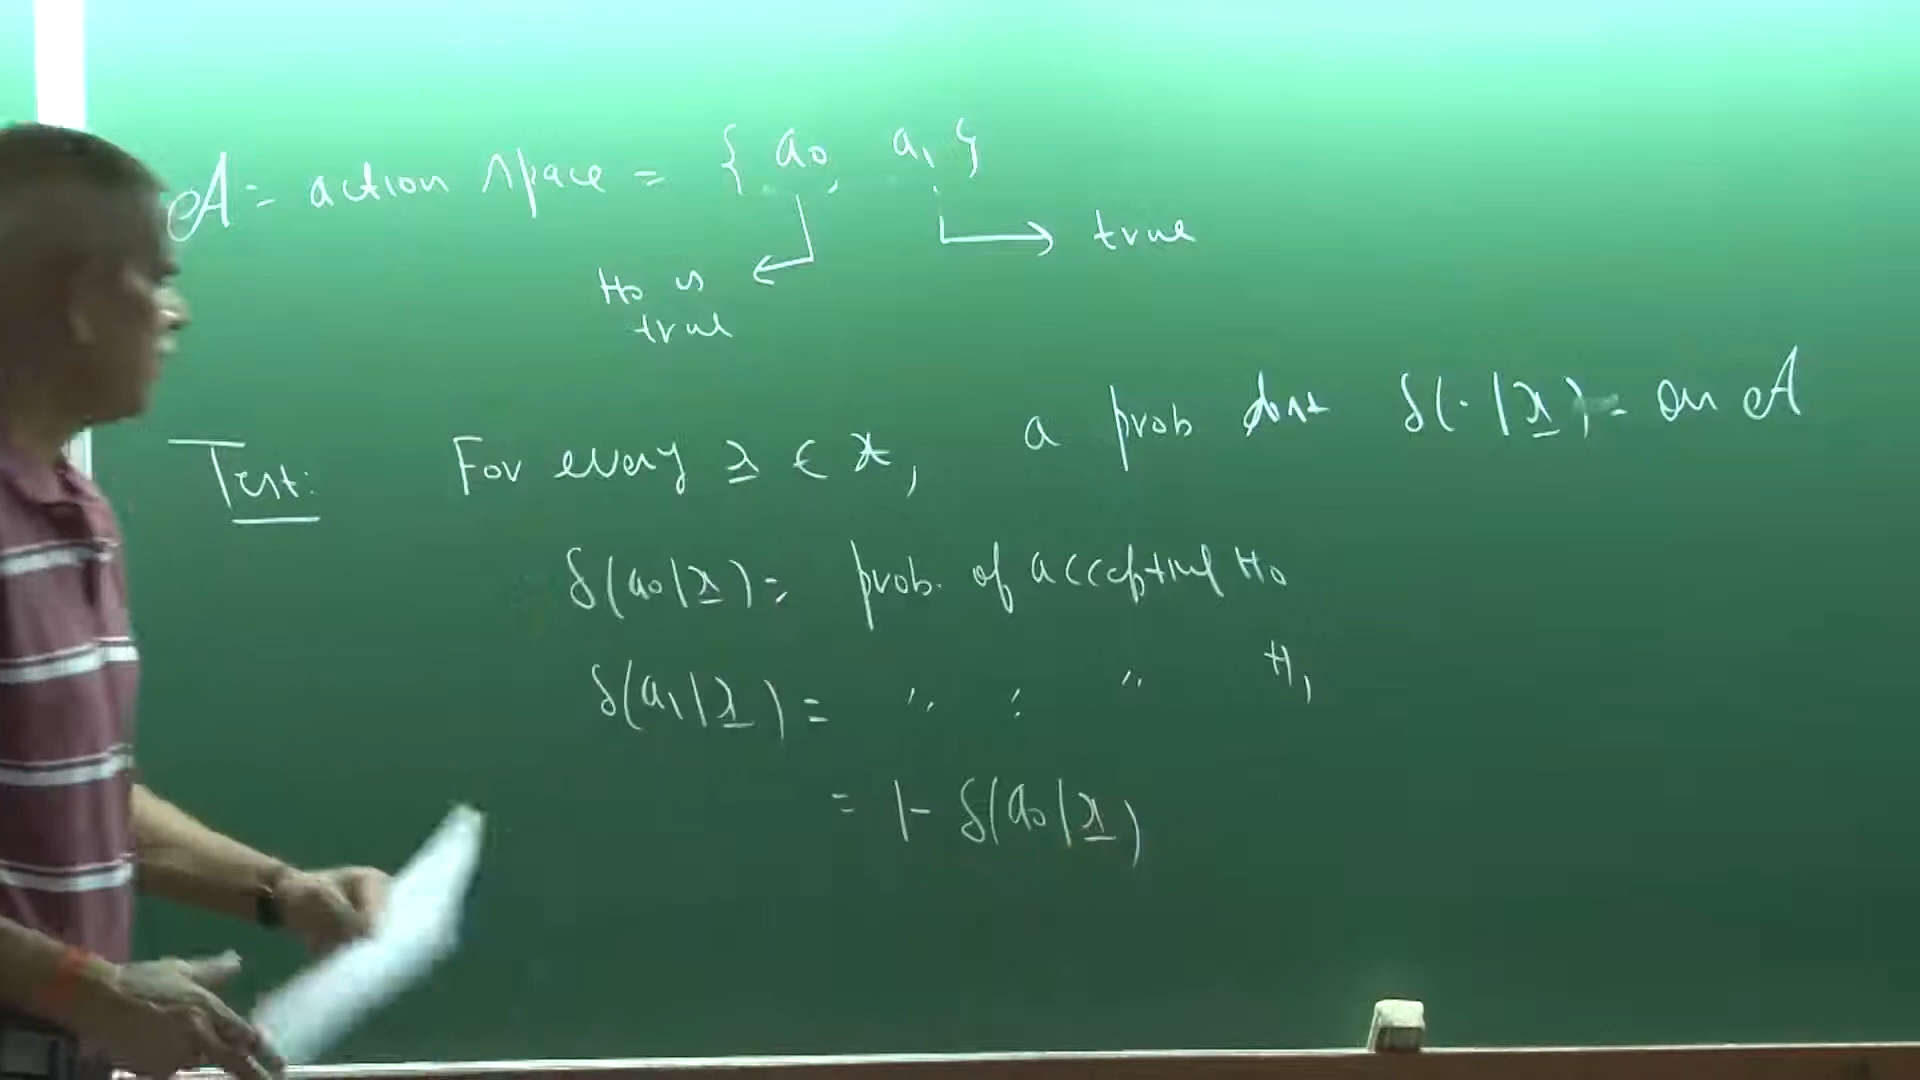 𝒜 = action space = { a₀, a₁ }
H₀ is true
true
Test: For every x̲ ∈ 𝒳, a prob dist δ(·|x̲) = on 𝒜
δ(a₀|x̲) = prob. of accepting H₀
δ(a₁|x̲) = " : " H₁
= 1 - δ(a₀|x̲)